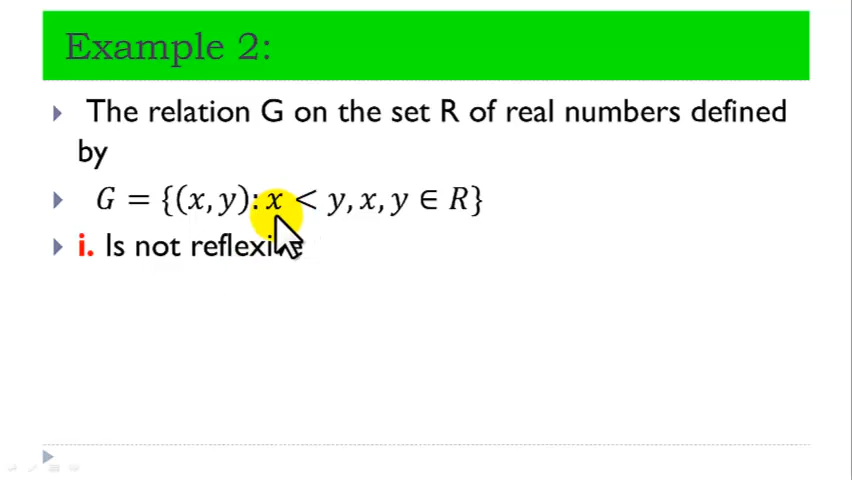 Example 2:
The relation G on the set R of real numbers defined
by
G = {(x, y): x < y, x, y ∈ R}
i. Is not reflexive